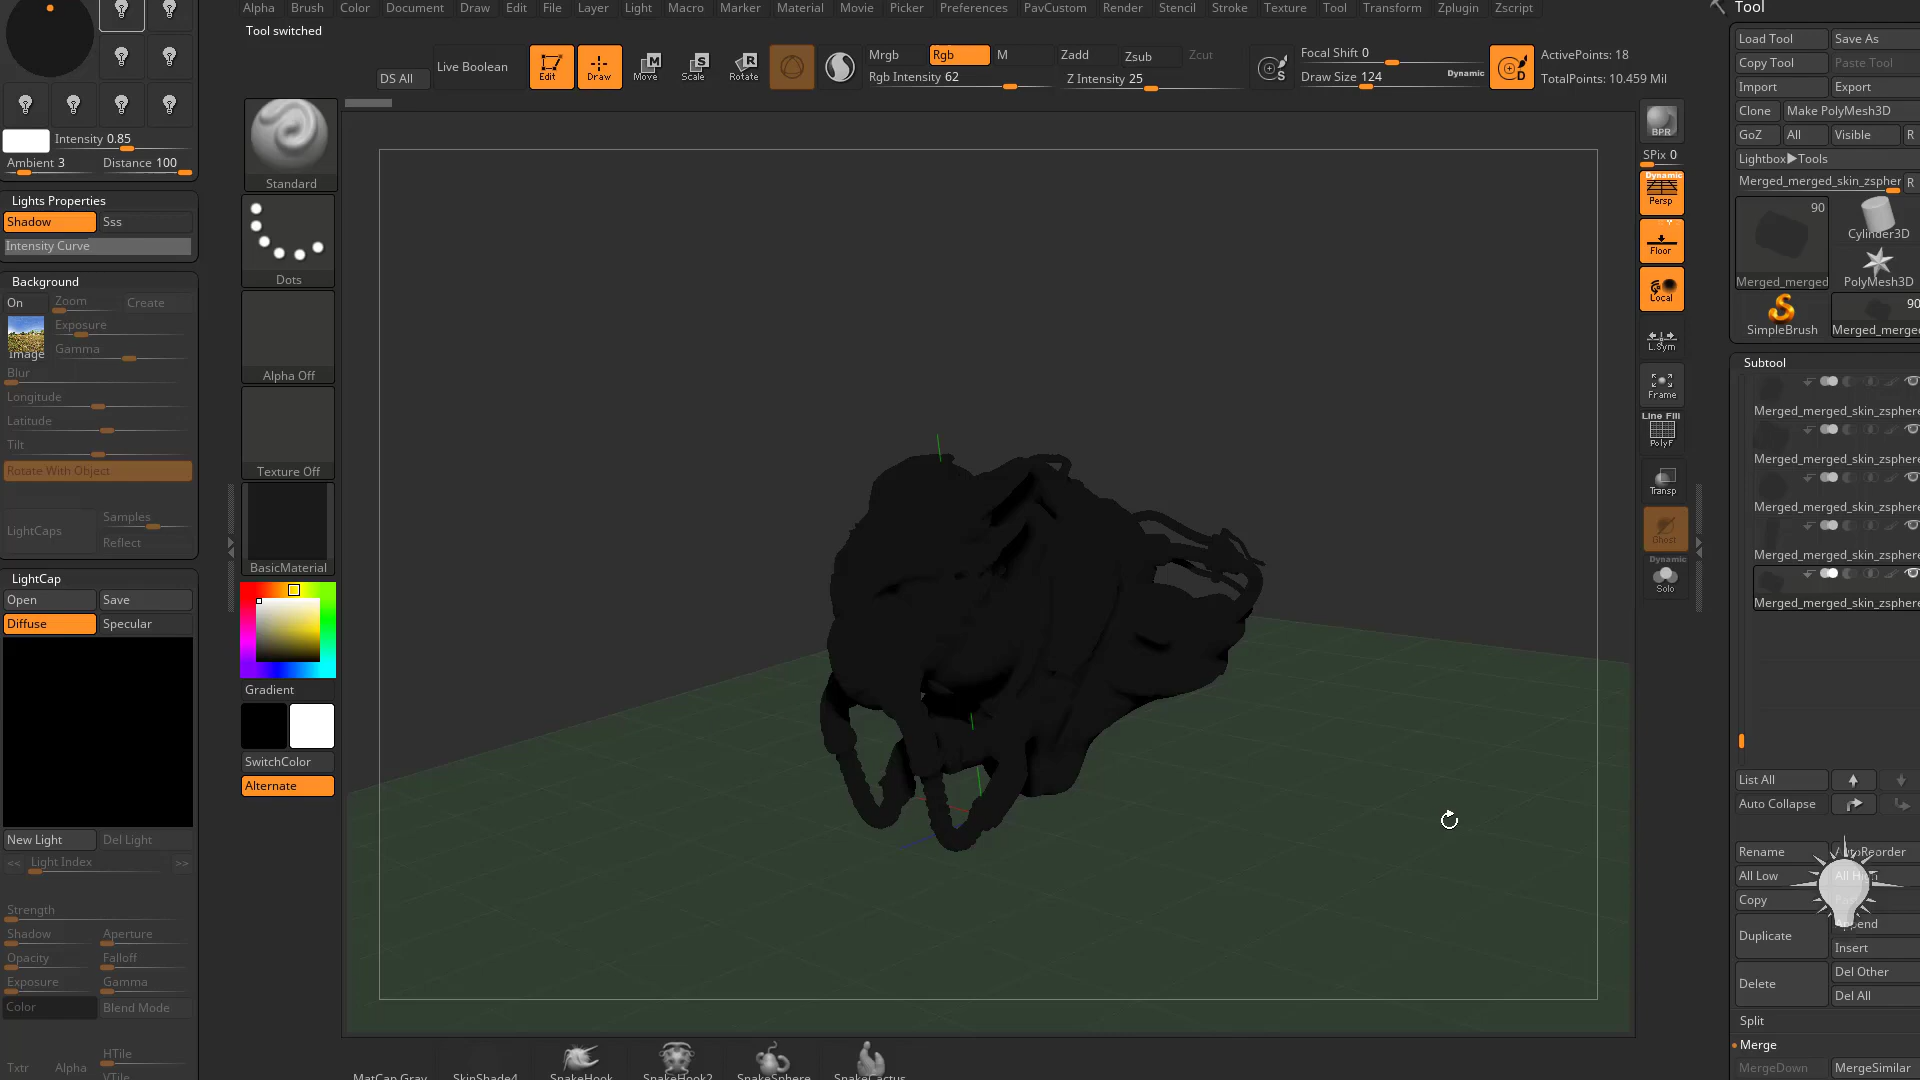 Alpha Brush Color Document Draw Edit File Layer Light Macro Marker Material Movie Picker Preferences PavCustom Render Stencil Stroke Texture Tool Transform Zplugin Zscript
Tool switched
DS All
Live Boolean
Edit
Draw
Move
Scale
Rotate
Mrgb
Rgb
M
Rgb Intensity 62
Zadd
Zsub
Zcut
Z Intensity 25
Focal Shift 0
Draw Size 124
Dynamic
ActivePoints: 18
TotalPoints: 10.459 Mil
Intensity 0.85
Ambient 3
Distance 100
Lights Properties
Shadow
Sss
Intensity Curve
Background
On
Zoom
Create
Exposure
Gamma
Image
Blur
Longitude
Latitude
Tilt
Rotate With Object
LightCaps
Samples
Reflect
LightCap
Open
Save
Diffuse
Specular
New Light
Del Light
<<
Light Index
>>
Strength
Shadow
Aperture
Opacity
Falloff
Exposure
Gamma
Color
Blend Mode
Txtr
Alpha
HTile
VTile
Standard
Dots
Alpha Off
Texture Off
BasicMaterial
Gradient
SwitchColor
Alternate
MatCap Gray
SkinShade4
SnakeHook
SnakeHook2
SnakeSphere
SnakeCactus
BPR
SPix 0
Dynamic
Persp
Floor
Local
L.Sym
Frame
Line Fill
PolyF
Transp
Ghost
Dynamic
Solo
Tool
Load Tool
Save As
Copy Tool
Paste Tool
Import
Export
Clone
Make PolyMesh3D
GoZ
All
Visible
R
Lightbox▶Tools
Merged_merged_skin_zspher
R
90
Merged_merged
Cylinder3D
PolyMesh3D
SimpleBrush
90
Merged_merged
Subtool
Merged_merged_skin_zsphere
Merged_merged_skin_zsphere
Merged_merged_skin_zsphere
Merged_merged_skin_zsphere
Merged_merged_skin_zsphere
List All
Auto Collapse
Rename
AutoReorder
All Low
Copy
Append
Duplicate
Insert
Delete
Del Other
Del All
Split
Merge
MergeDown
MergeSimilar